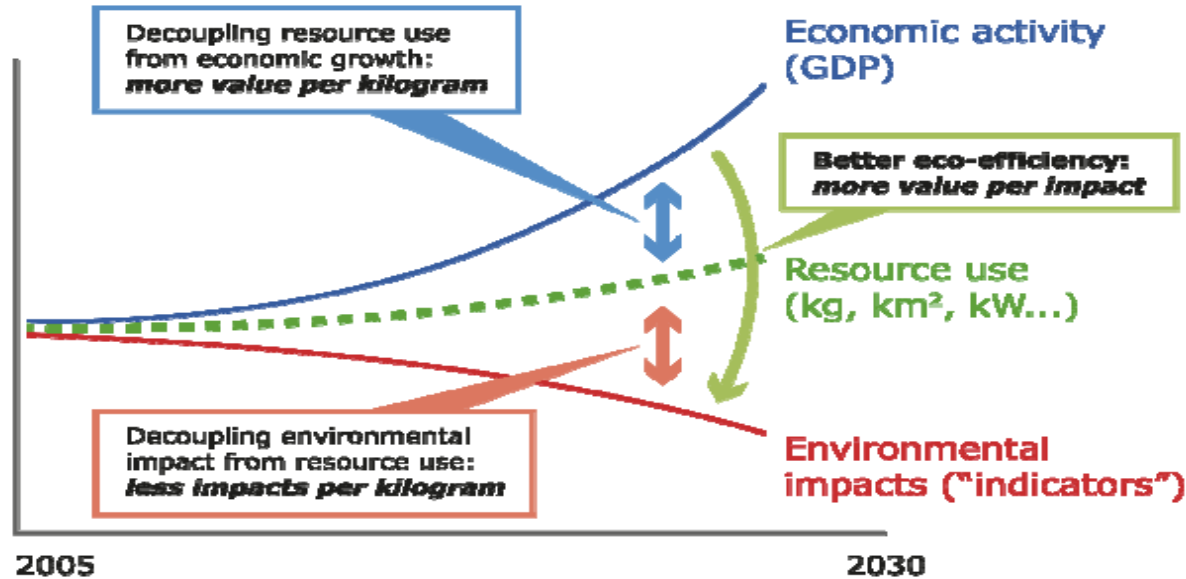 Decoupling resource use
from economic growth:
more value per kilogram
Economic activity
(GDP)
Better eco-efficiency:
more value per impact
Resource use
(kg, km², kW...)
Decoupling environmental
impact from resource use:
less impacts per kilogram
Environmental
impacts (“indicators”)
2005
2030